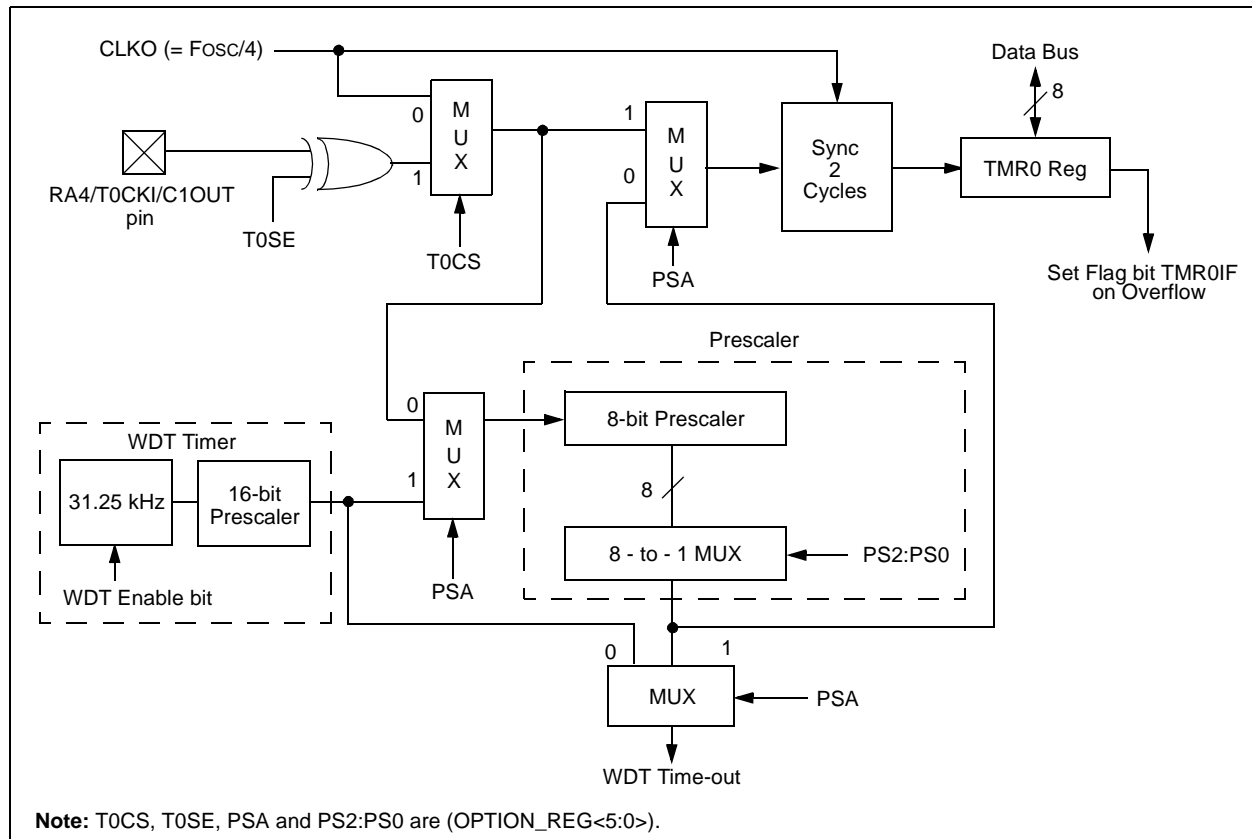 CLKO (= FOSC/4)
Data Bus
8
0
M
U
X
1
1
M
U
X
0
Sync
2
Cycles
TMR0 Reg
RA4/T0CKI/C1OUT
pin
T0SE
T0CS
PSA
Set Flag bit TMR0IF
on Overflow
Prescaler
0
M
U
X
1
8-bit Prescaler
WDT Timer
31.25 kHz
16-bit
Prescaler
8
8 - to - 1 MUX
PS2:PS0
WDT Enable bit
PSA
0
1
MUX
PSA
WDT Time-out
Note: T0CS, T0SE, PSA and PS2:PS0 are (OPTION_REG<5:0>).